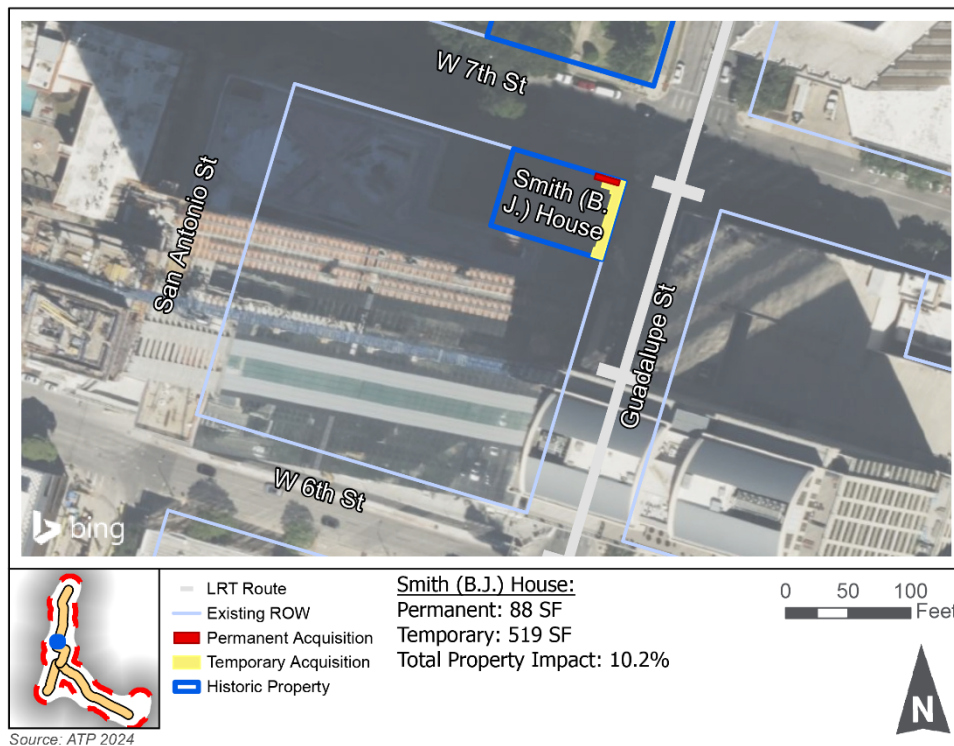 W 7th St
San Antonio St
Smith (B.
J.) House
Guadalupe St
W 6th St
bing
LRT Route
Existing ROW
Permanent Acquisition
Temporary Acquisition
Historic Property
Smith (B.J.) House:
Permanent: 88 SF
Temporary: 519 SF
Total Property Impact: 10.2%
0 50 100
Feet
N
Source: ATP 2024